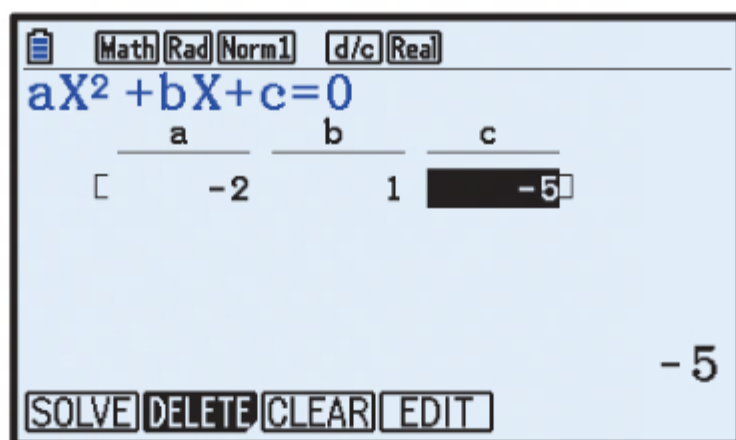 Math Rad Norm1 d/c Real
aX² +bX+c=0
a b c
[ -2 1 -5 ]
-5
SOLVE DELETE CLEAR EDIT